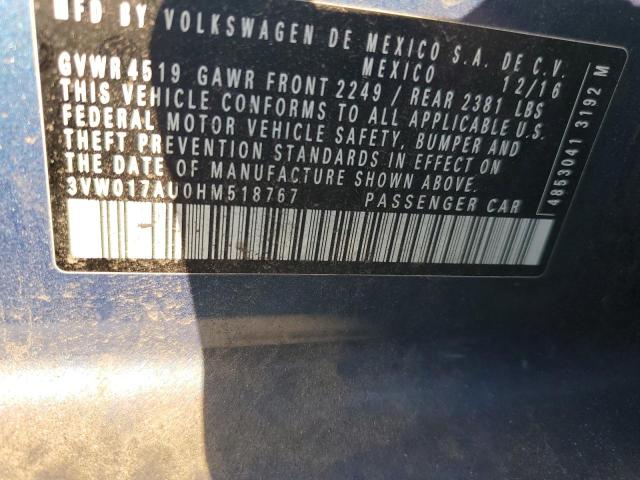 MFD BY VOLKSWAGEN DE MEXICO S.A. DE C.V.
MEXICO 12/16
GVWR 4519 GAWR FRONT 2249 / REAR 2381 LBS
THIS VEHICLE CONFORMS TO ALL APPLICABLE U.S.
FEDERAL MOTOR VEHICLE SAFETY, BUMPER AND
THEFT PREVENTION STANDARDS IN EFFECT ON
THE DATE OF MANUFACTURE SHOWN ABOVE.
3VW017AU0HM518767 PASSENGER CAR
4853041 3192 M